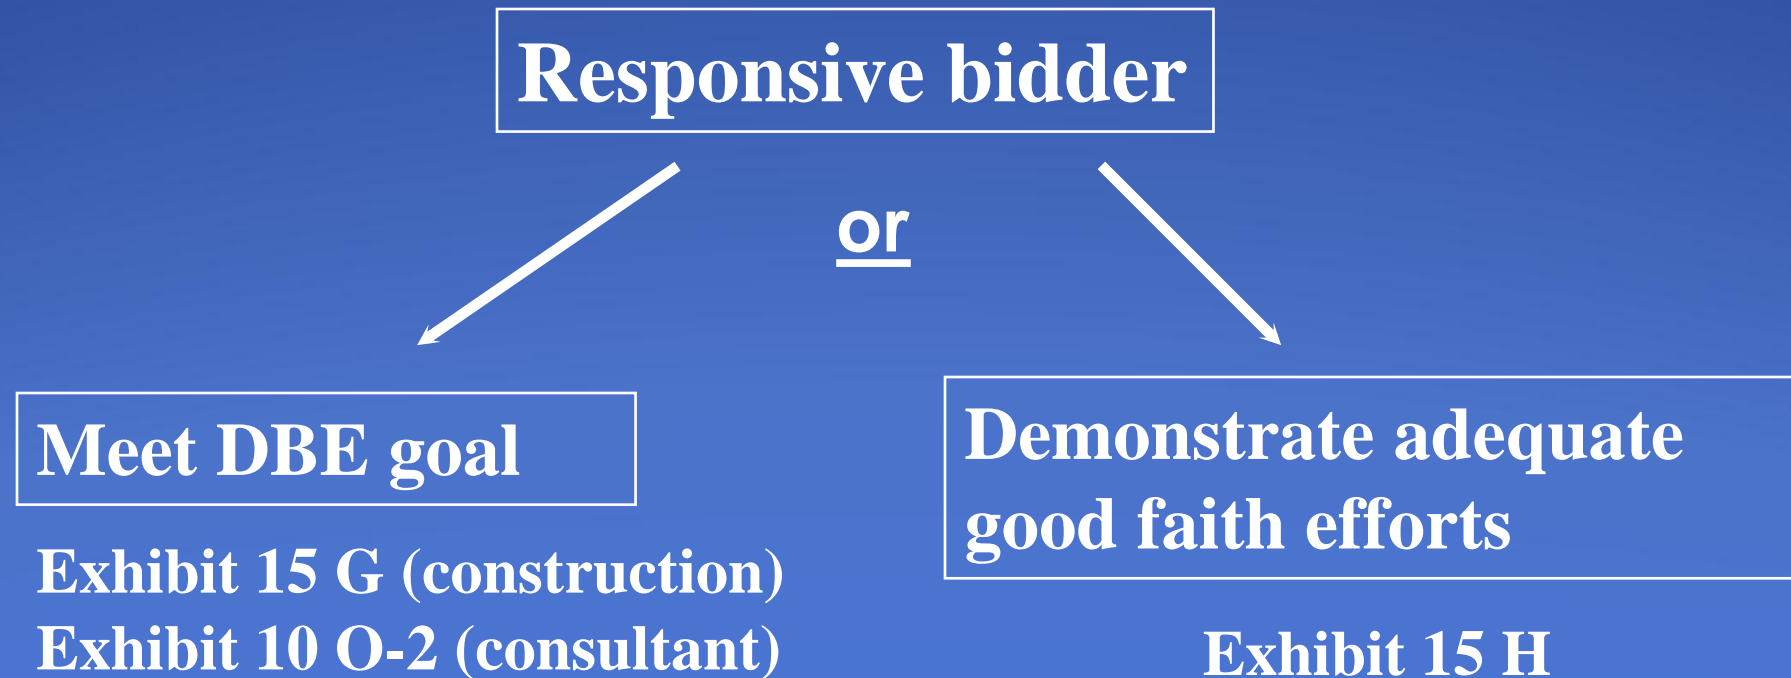 Responsive bidder
or
Meet DBE goal
Exhibit 15 G (construction)
Exhibit 10 O-2 (consultant)
Demonstrate adequate
good faith efforts
Exhibit 15 H